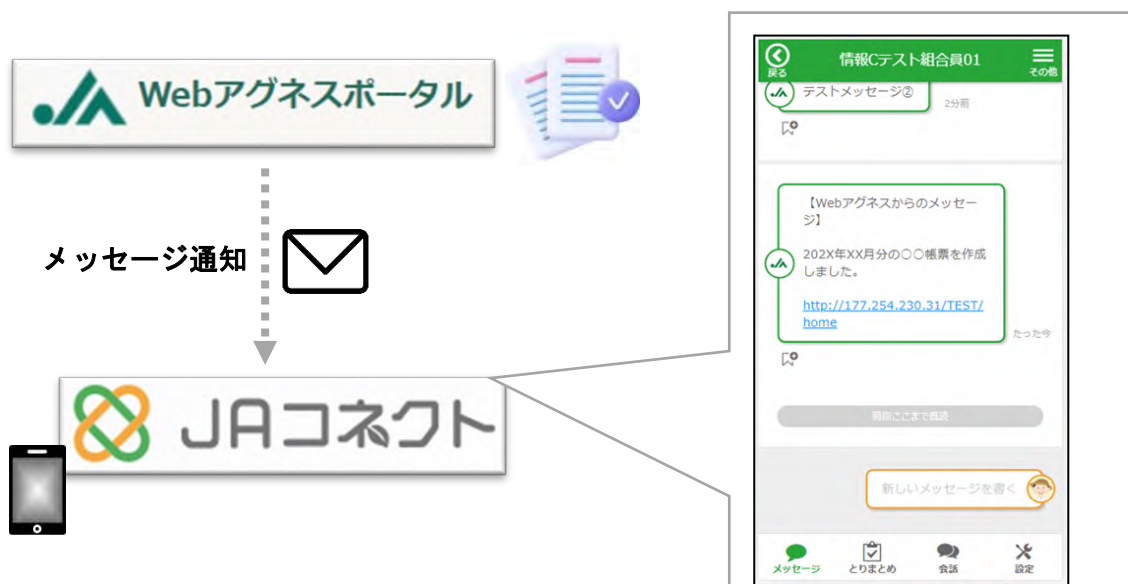 Webアグネスポータル
メッセージ通知
JAコネクト
戻る
情報Cテスト組合員01
その他
テストメッセージ②
2分前
【Webアグネスからのメッセー
ジ】
202X年XX月分の〇〇帳票を作成
しました。
http://177.254.230.31/TEST/
home
たった今
前回ここまで既読
新しいメッセージを書く
メッセージ
とりまとめ
会話
設定